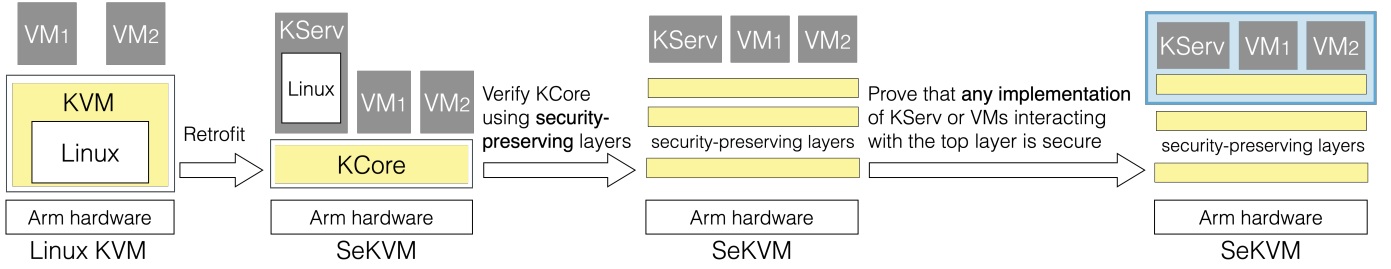 VM1
VM2
KVM
Linux
Arm hardware
Linux KVM
Retrofit
KServ
Linux
VM1
VM2
KCore
Arm hardware
SeKVM
Verify KCore
using security-
preserving layers
KServ
VM1
VM2
security-preserving layers
Arm hardware
SeKVM
Prove that any implementation
of KServ or VMs interacting
with the top layer is secure
KServ
VM1
VM2
security-preserving layers
Arm hardware
SeKVM